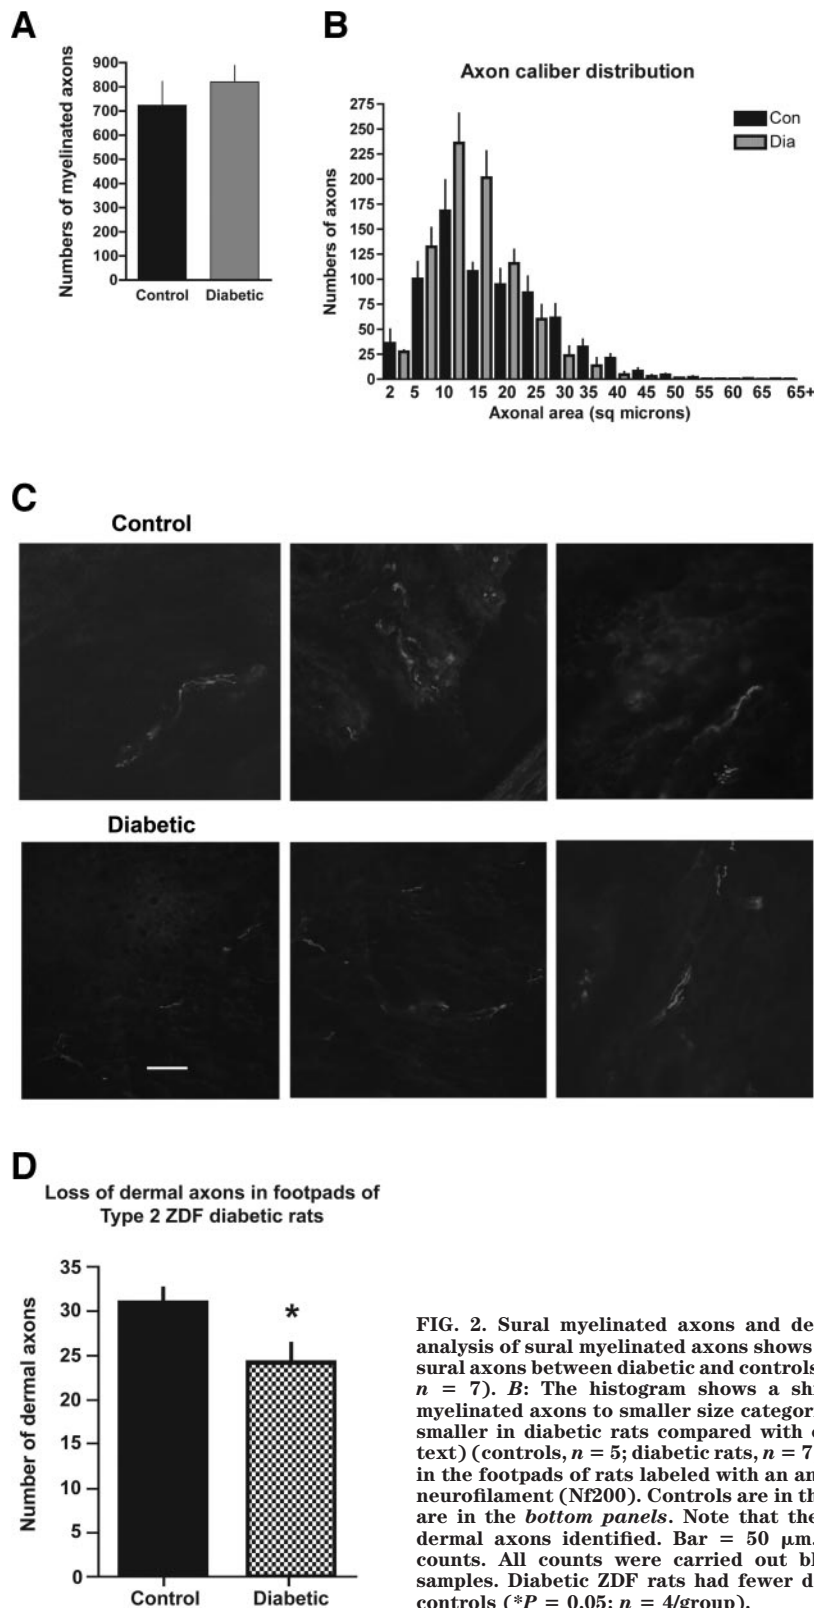 A
Numbers of myelinated axons
900
800
700
600
500
400
300
200
100
0
Control Diabetic
B
Axon caliber distribution
Con
Dia
Numbers of axons
275
250
225
200
175
150
125
100
75
50
25
0
2 5 10 15 20 25 30 35 40 45 50 55 60 65 65+
Axonal area (sq microns)
C
Control
Diabetic
D
Loss of dermal axons in footpads of
Type 2 ZDF diabetic rats
Number of dermal axons
35
30
25
20
15
10
5
0
*
Control Diabetic
FIG. 2. Sural myelinated axons and de
analysis of sural myelinated axons shows
sural axons between diabetic and controls
n = 7). B: The histogram shows a sh
myelinated axons to smaller size categori
smaller in diabetic rats compared with
text) (controls, n = 5; diabetic rats, n = 7
in the footpads of rats labeled with an an
neurofilament (Nf200). Controls are in th
are in the bottom panels. Note that the
dermal axons identified. Bar = 50 μm.
counts. All counts were carried out bl
samples. Diabetic ZDF rats had fewer d
controls (*P = 0.05; n = 4/group).